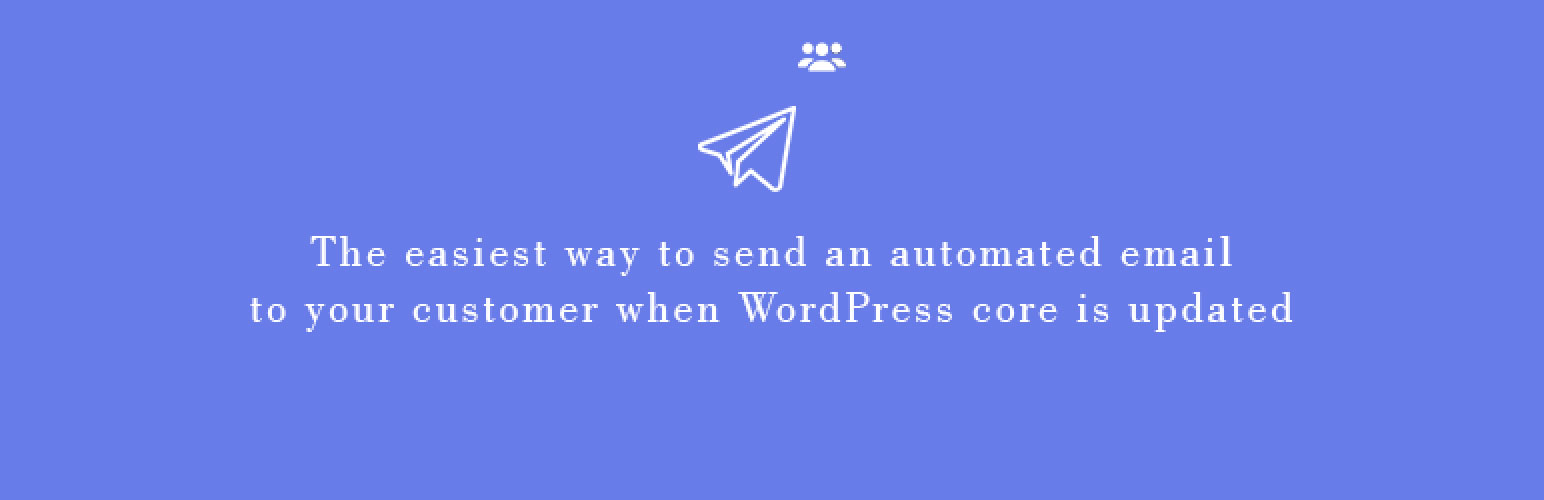 The easiest way to send an automated email
to your customer when WordPress core is updated